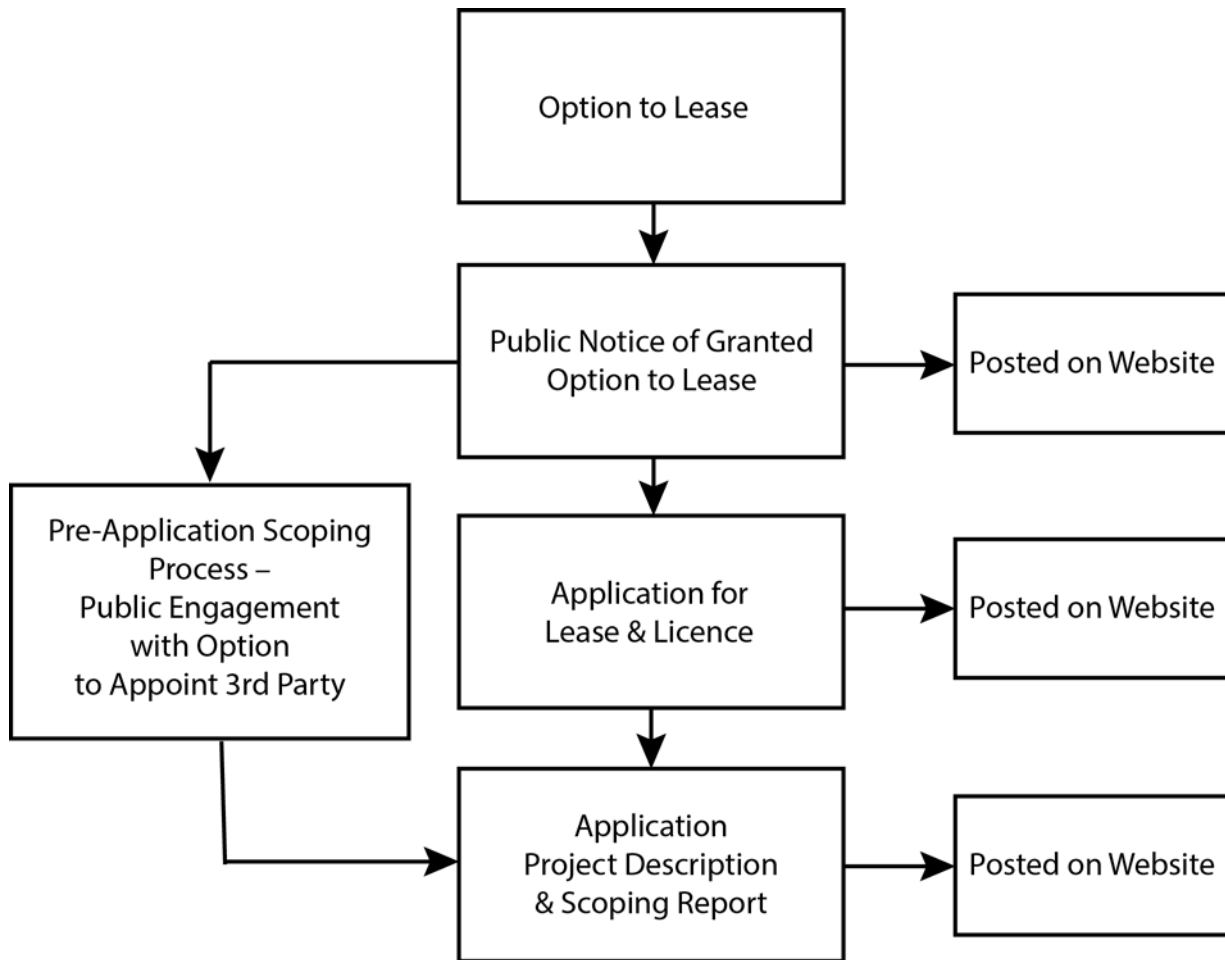 Option to Lease
Public Notice of Granted
Option to Lease
Posted on Website
Pre-Application Scoping
Process –
Public Engagement
with Option
to Appoint 3rd Party
Application for
Lease & Licence
Posted on Website
Application
Project Description
& Scoping Report
Posted on Website